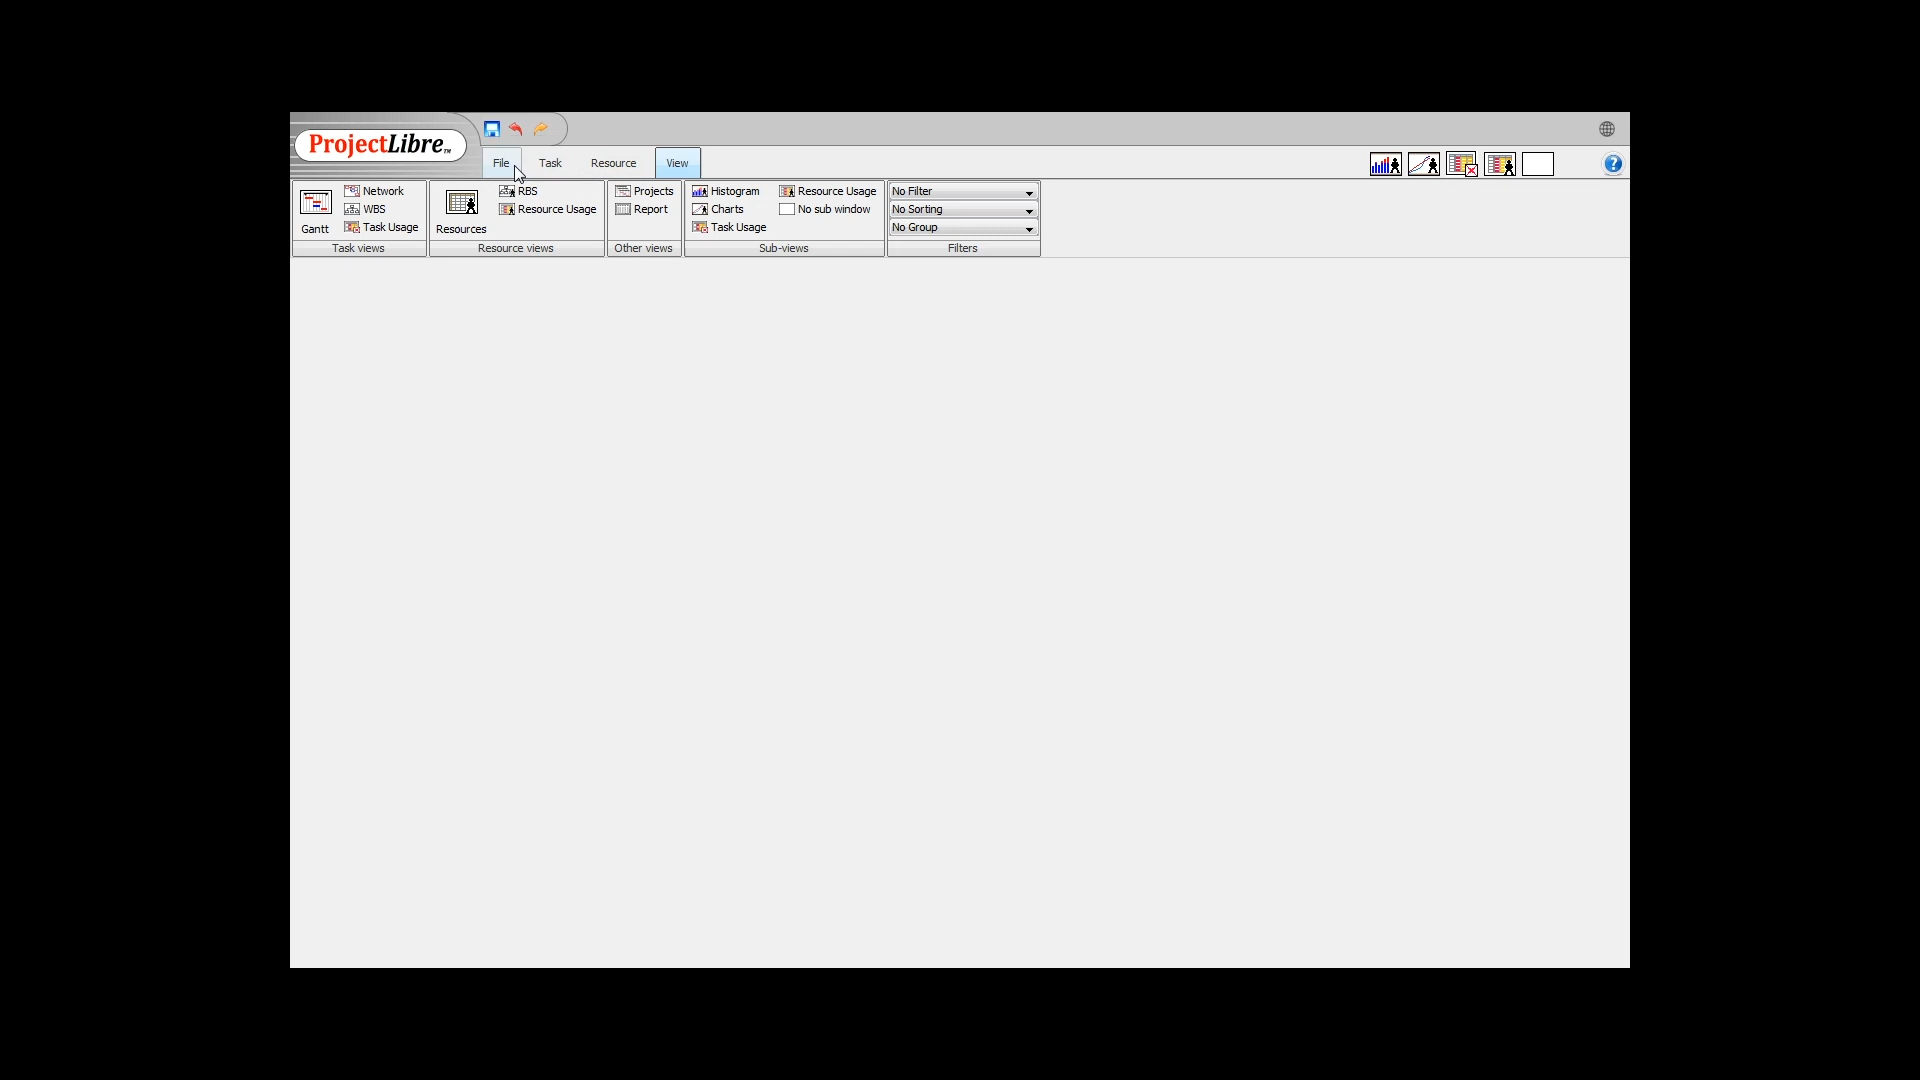 ProjectLibre™
File Task Resource View
Network RBS Projects Histogram Resource Usage No Filter
WBS Resource Usage Report Charts No sub window No Sorting
Gantt Task Usage Resources Task Usage No Group
Task views Resource views Other views Sub-views Filters